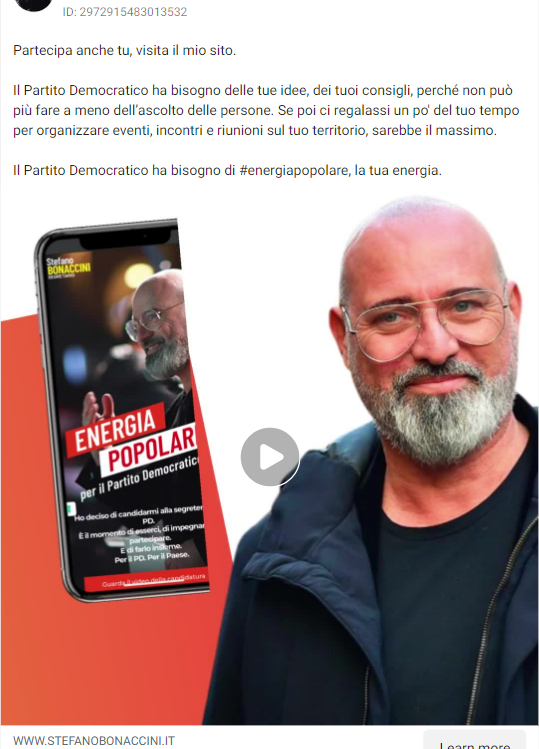 ID: 2972915483013532
Partecipa anche tu, visita il mio sito.
Il Partito Democratico ha bisogno delle tue idee, dei tuoi consigli, perché non può
più fare a meno dell'ascolto delle persone. Se poi ci regalassi un po' del tuo tempo
per organizzare eventi, incontri e riunioni sul tuo territorio, sarebbe il massimo.
Il Partito Democratico ha bisogno di #energiapopolare, la tua energia.
Stefano
BONACCINI
ENERGIA
POPOLAR
per il Partito Democratic
Ho deciso di candidarmi alla segreter
PD.
È il momento di esserci, di impegnar
partecipare.
E di farlo insieme.
Per il PD. Per il Paese.
Guarda il video della candidatura
WWW.STEFANOBONACCINI.IT
Learn more